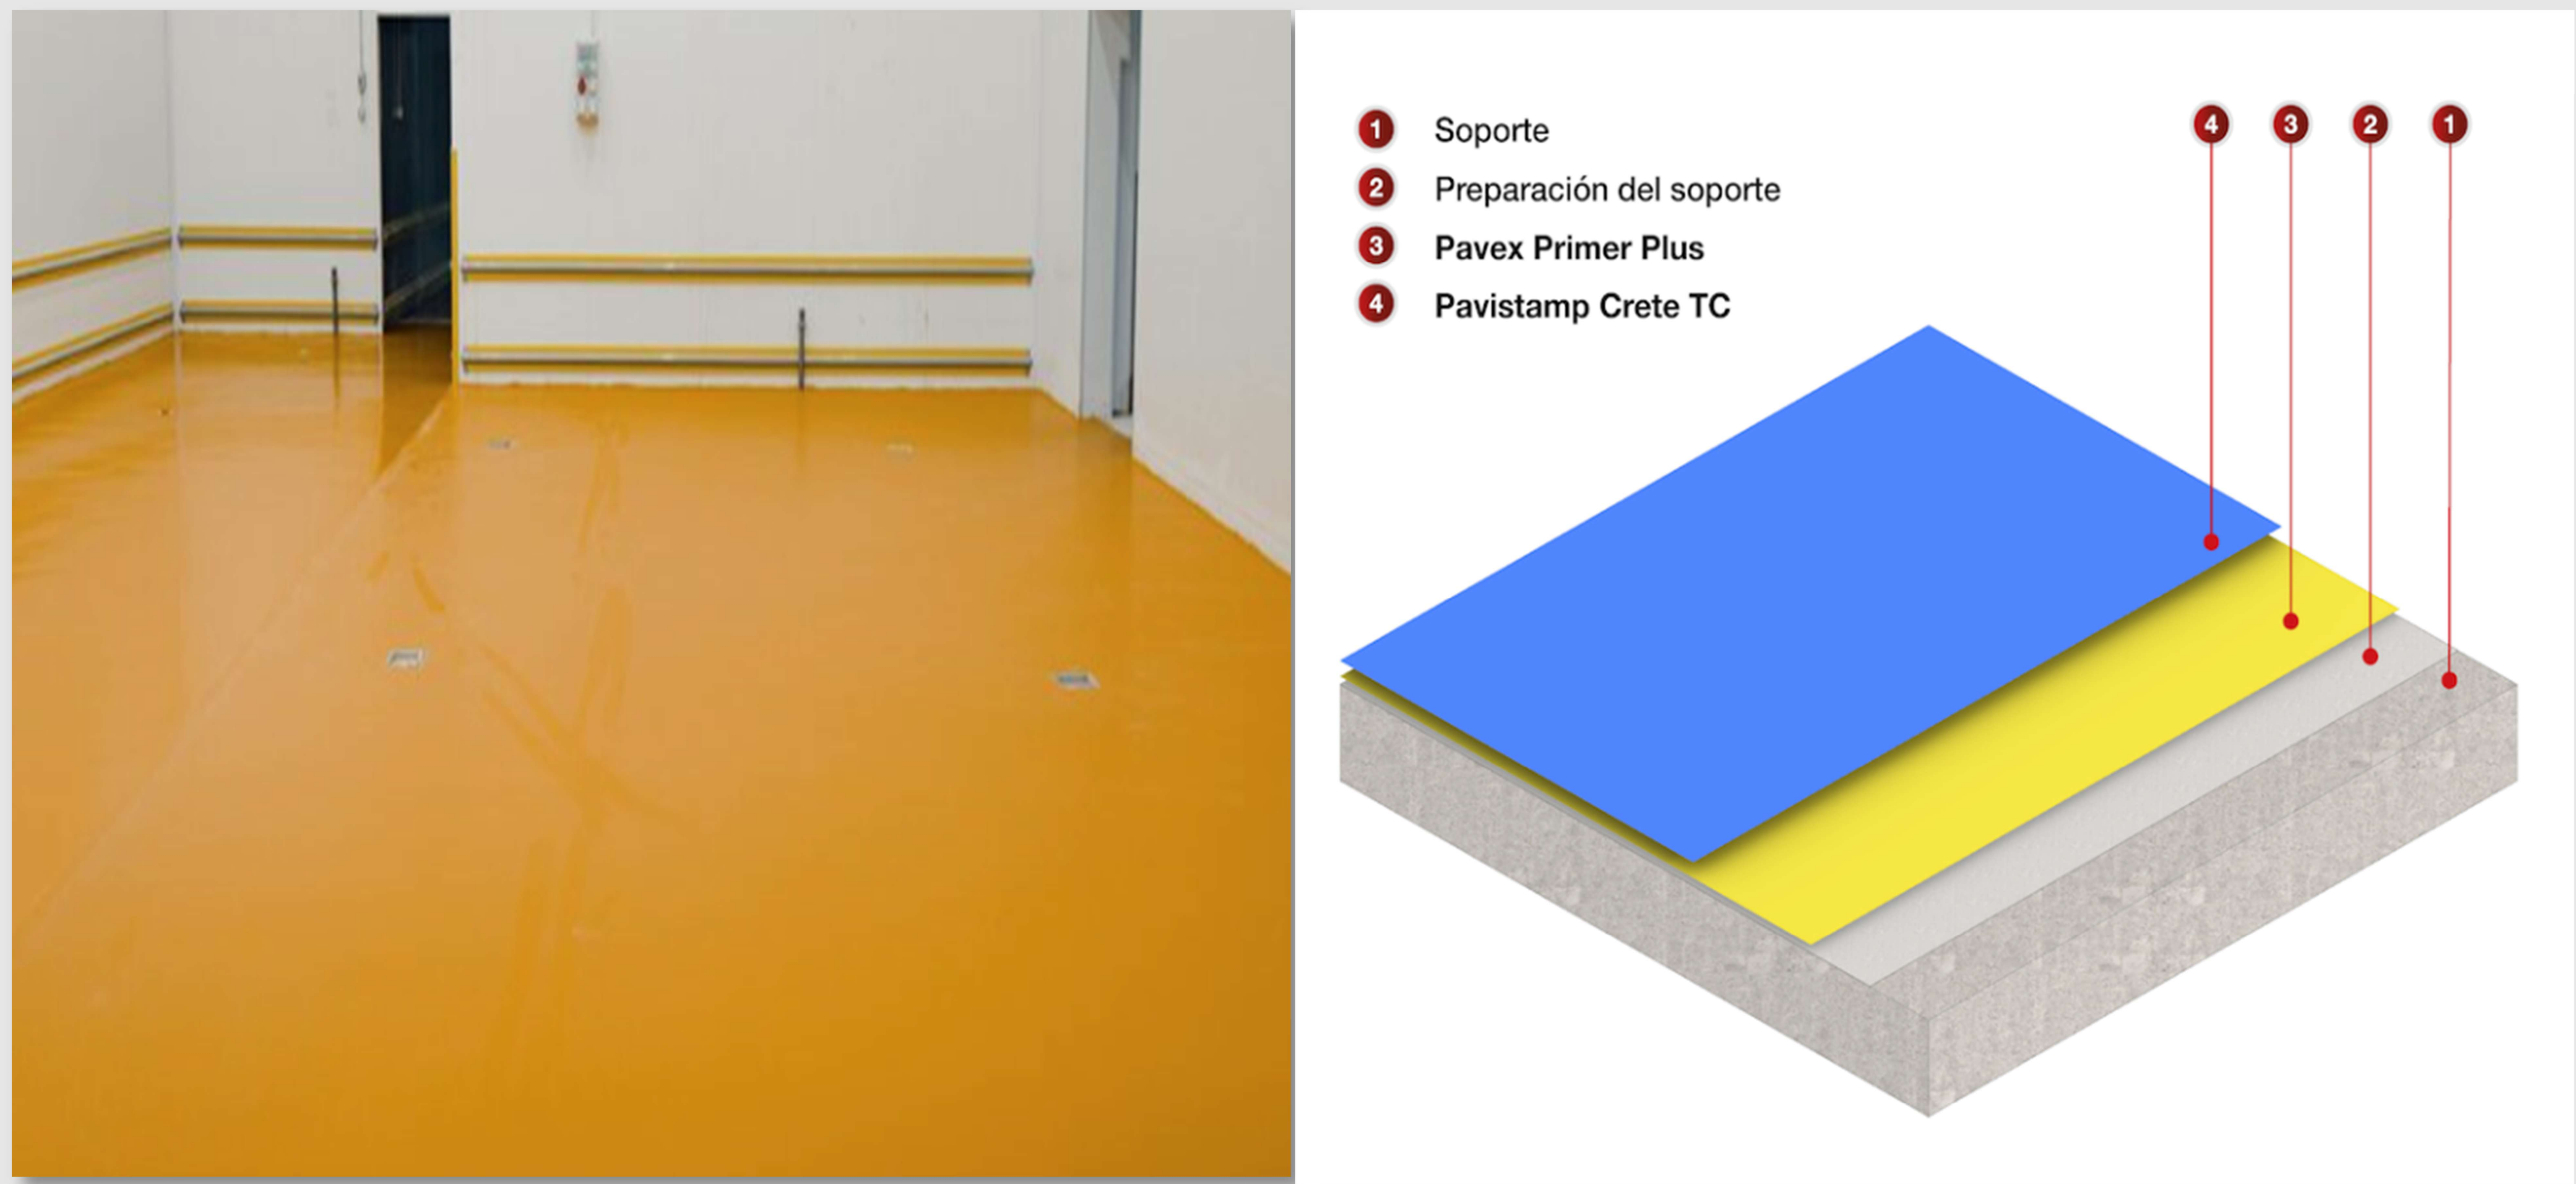 1 Soporte
2 Preparación del soporte
3 Pavex Primer Plus
4 Pavistamp Crete TC
4 3 2 1